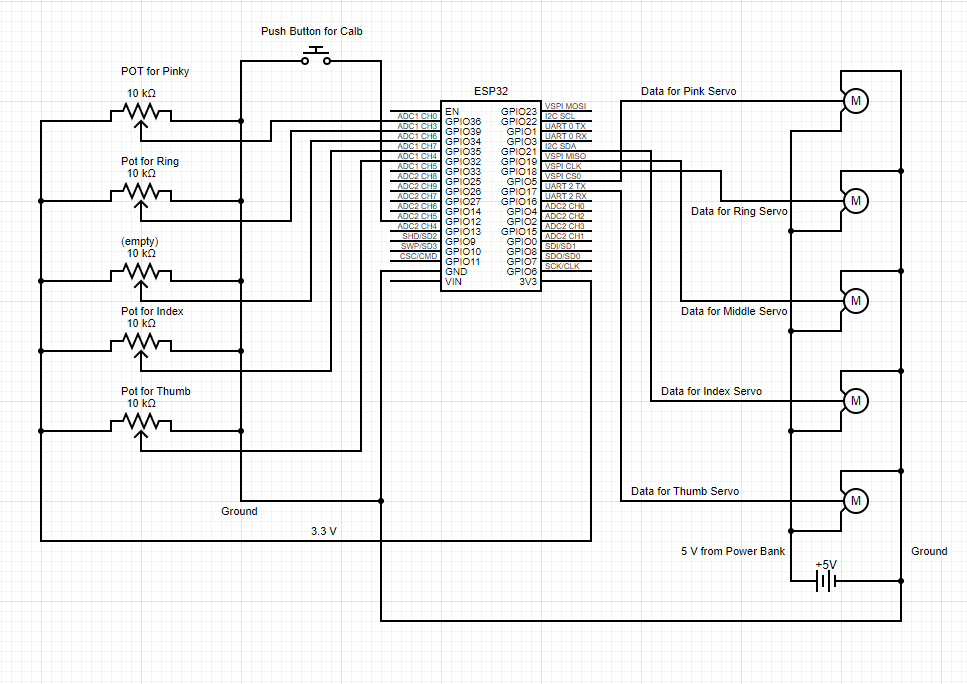 Push Button for Calb
POT for Pinky
10 kΩ
Pot for Ring
10 kΩ
(empty)
10 kΩ
Pot for Index
10 kΩ
Pot for Thumb
10 kΩ
Ground
3.3 V
ESP32
EN
ADC1 CH0
GPIO36
ADC1 CH3
GPIO39
ADC1 CH6
GPIO34
ADC1 CH7
GPIO35
ADC1 CH4
GPIO32
ADC1 CH5
GPIO33
ADC2 CH8
GPIO25
ADC2 CH9
GPIO26
ADC2 CH7
GPIO27
ADC2 CH6
GPIO14
ADC2 CH5
GPIO12
ADC2 CH4
GPIO13
SHD/SD2
GPIO9
SWP/SD3
GPIO10
CSC/CMD
GPIO11
GND
VIN
VSPI MOSI
GPIO23
I2C SCL
GPIO22
UART 0 TX
GPIO1
UART 0 RX
GPIO3
I2C SDA
GPIO21
VSPI MISO
GPIO19
VSPI CLK
GPIO18
VSPI CS0
GPIO5
UART 2 TX
GPIO17
UART 2 RX
GPIO16
ADC2 CH0
GPIO4
ADC2 CH2
GPIO2
ADC2 CH3
GPIO15
ADC2 CH1
GPIO0
SDI/SD1
GPIO8
SDO/SD0
GPIO7
SCK/CLK
GPIO6
3V3
Data for Pink Servo
M
Data for Ring Servo
M
Data for Middle Servo
M
Data for Index Servo
M
Data for Thumb Servo
M
5 V from Power Bank
+5V
Ground